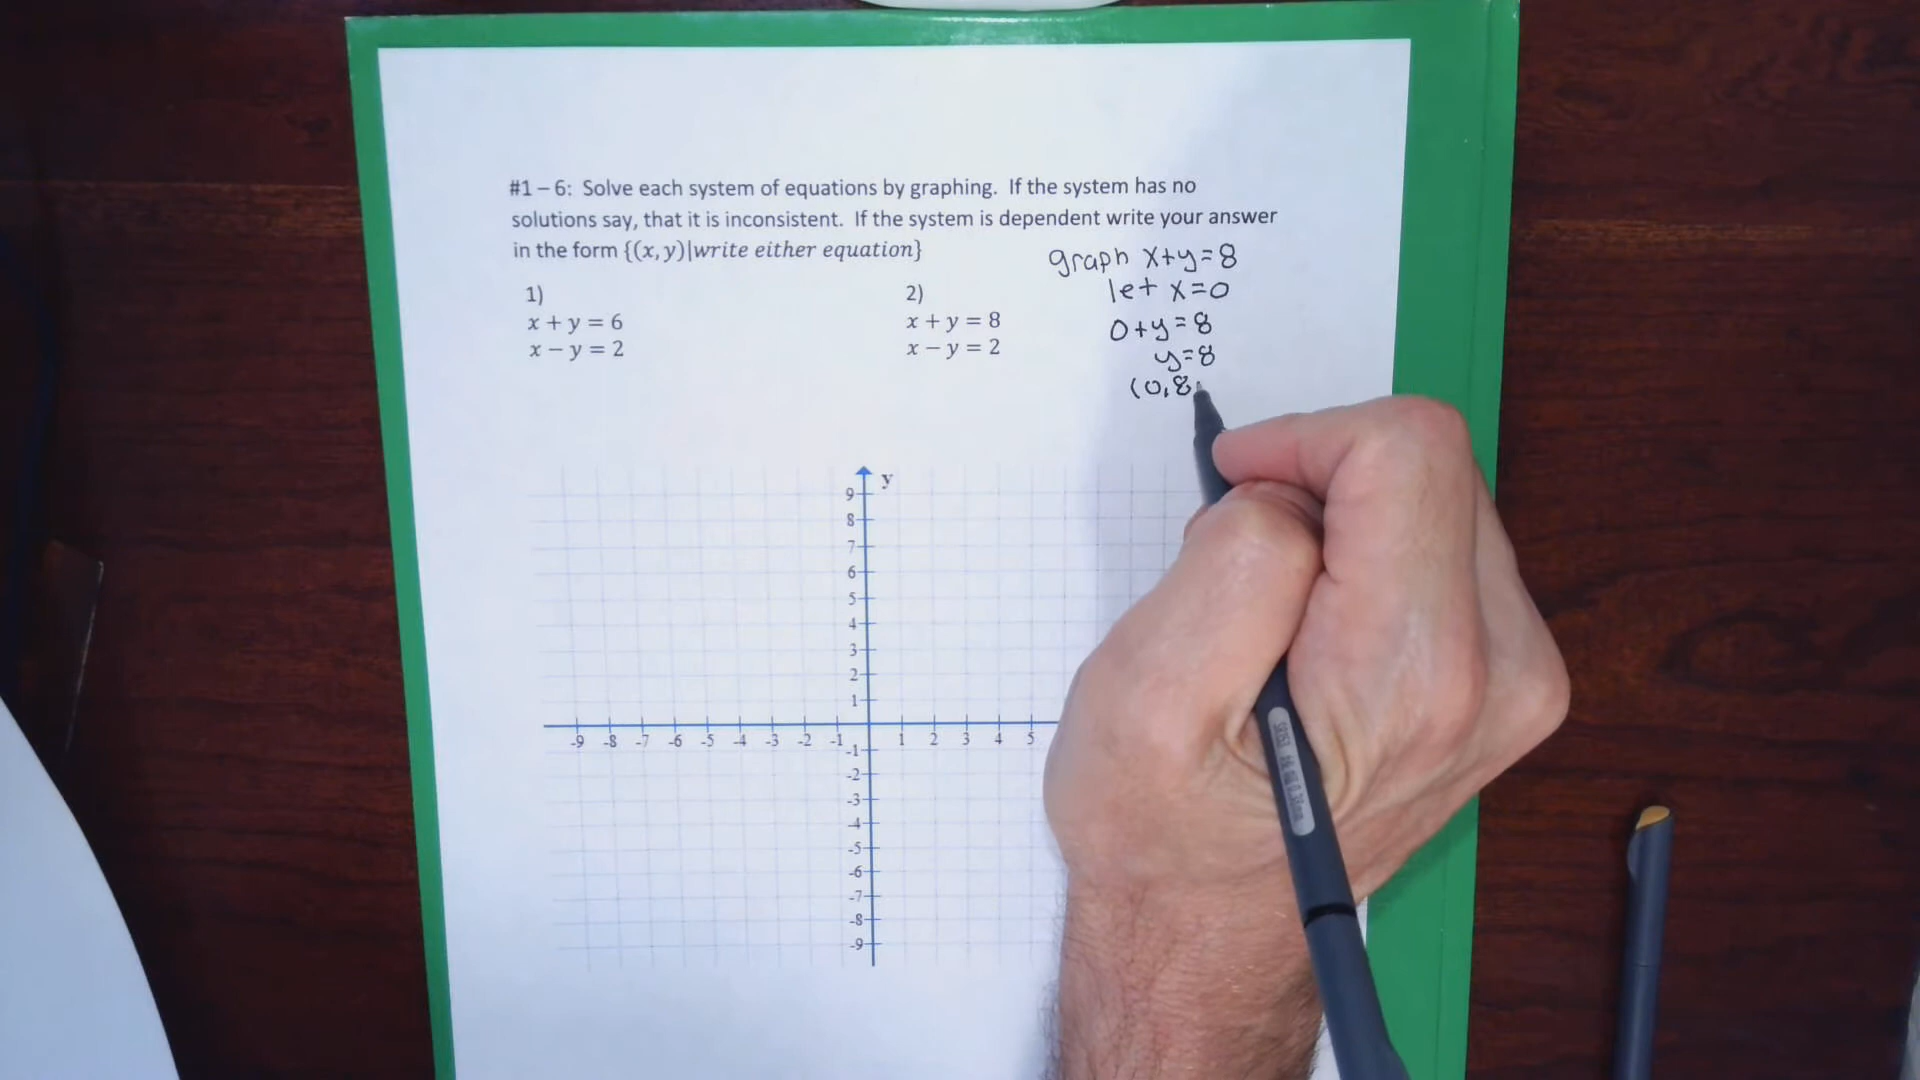 #1 – 6: Solve each system of equations by graphing. If the system has no
solutions say, that it is inconsistent. If the system is dependent write your answer
in the form {(x, y)|write either equation}
graph x+y=8
let x=0
0+y=8
y=8
(0,8
1)
x + y = 6
x − y = 2
2)
x + y = 8
x − y = 2
y
9
8
7
6
5
4
3
2
1
-9 -8 -7 -6 -5 -4 -3 -2 -1 1 2 3 4 5
-1
-2
-3
-4
-5
-6
-7
-8
-9